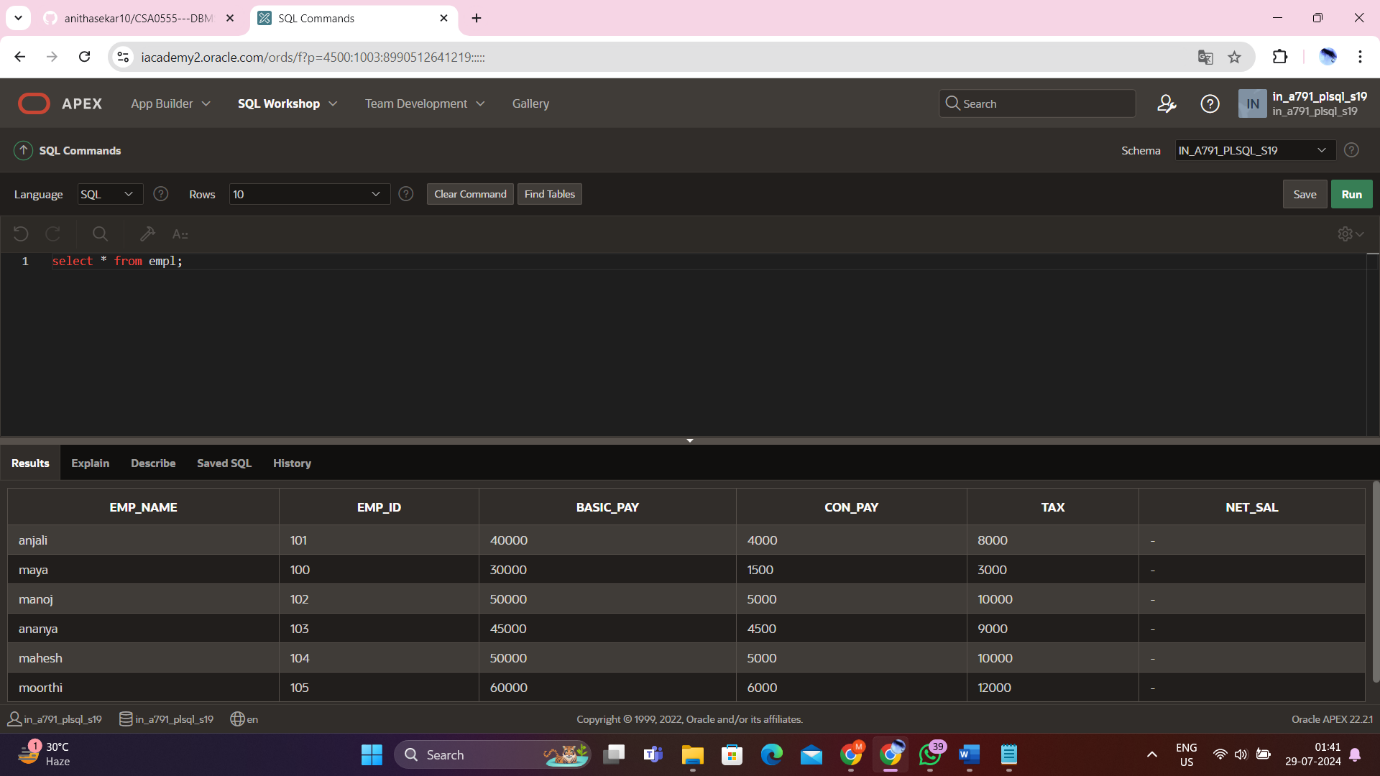 anithasekar10/CSA0555---DBM
SQL Commands
iacademy2.oracle.com/ords/f?p=4500:1003:8990512641219:::::
APEX
App Builder
SQL Workshop
Team Development
Gallery
Search
IN
in_a791_plsql_s19
in_a791_plsql_s19
SQL Commands
Schema
IN_A791_PLSQL_S19
Language
SQL
Rows
10
Clear Command
Find Tables
Save
Run
1 select * from empl;
Results
Explain
Describe
Saved SQL
History
EMP_NAME EMP_ID BASIC_PAY CON_PAY TAX NET_SAL
anjali 101 40000 4000 8000 -
maya 100 30000 1500 3000 -
manoj 102 50000 5000 10000 -
ananya 103 45000 4500 9000 -
mahesh 104 50000 5000 10000 -
moorthi 105 60000 6000 12000 -
in_a791_plsql_s19
in_a791_plsql_s19
en
Copyright © 1999, 2022, Oracle and/or its affiliates.
Oracle APEX 22.2.1
1
30°C
Haze
Search
M
39
ENG
US
01:41
29-07-2024